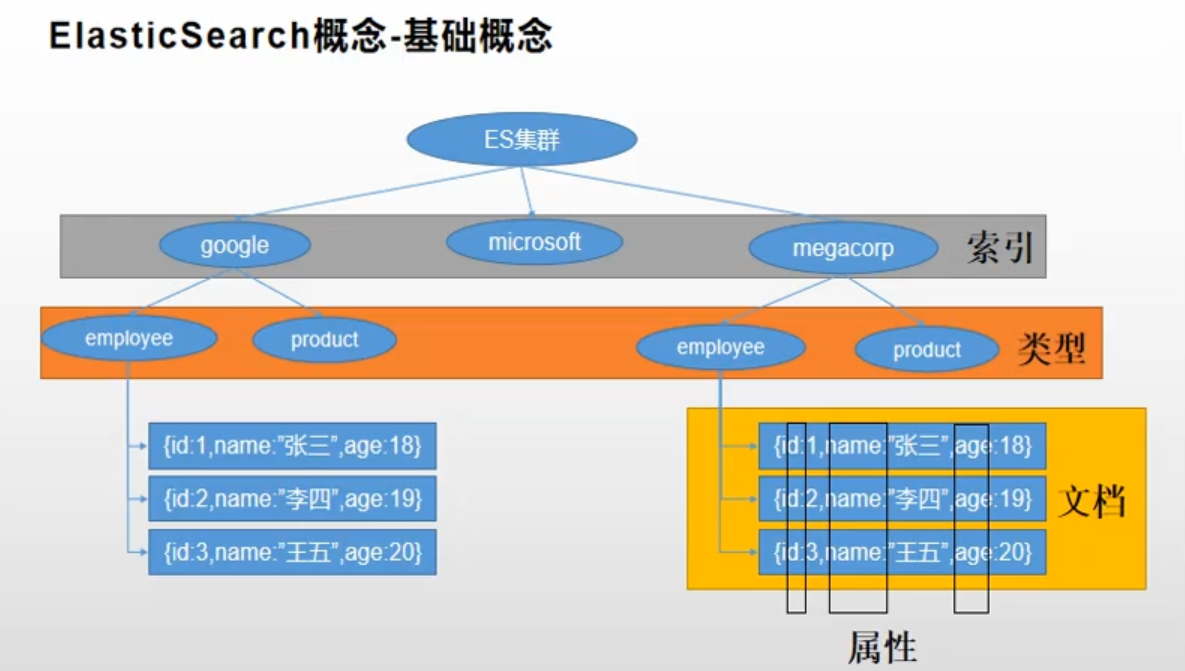 ElasticSearch概念-基础概念
ES集群
google
microsoft
megacorp
索引
employee
product
employee
product
类型
{id:1,name:"张三",age:18}
{id:2,name:"李四",age:19}
{id:3,name:"王五",age:20}
{id:1,name:"张三",age:18}
{id:2,name:"李四",age:19}
{id:3,name:"王五",age:20}
文档
属性